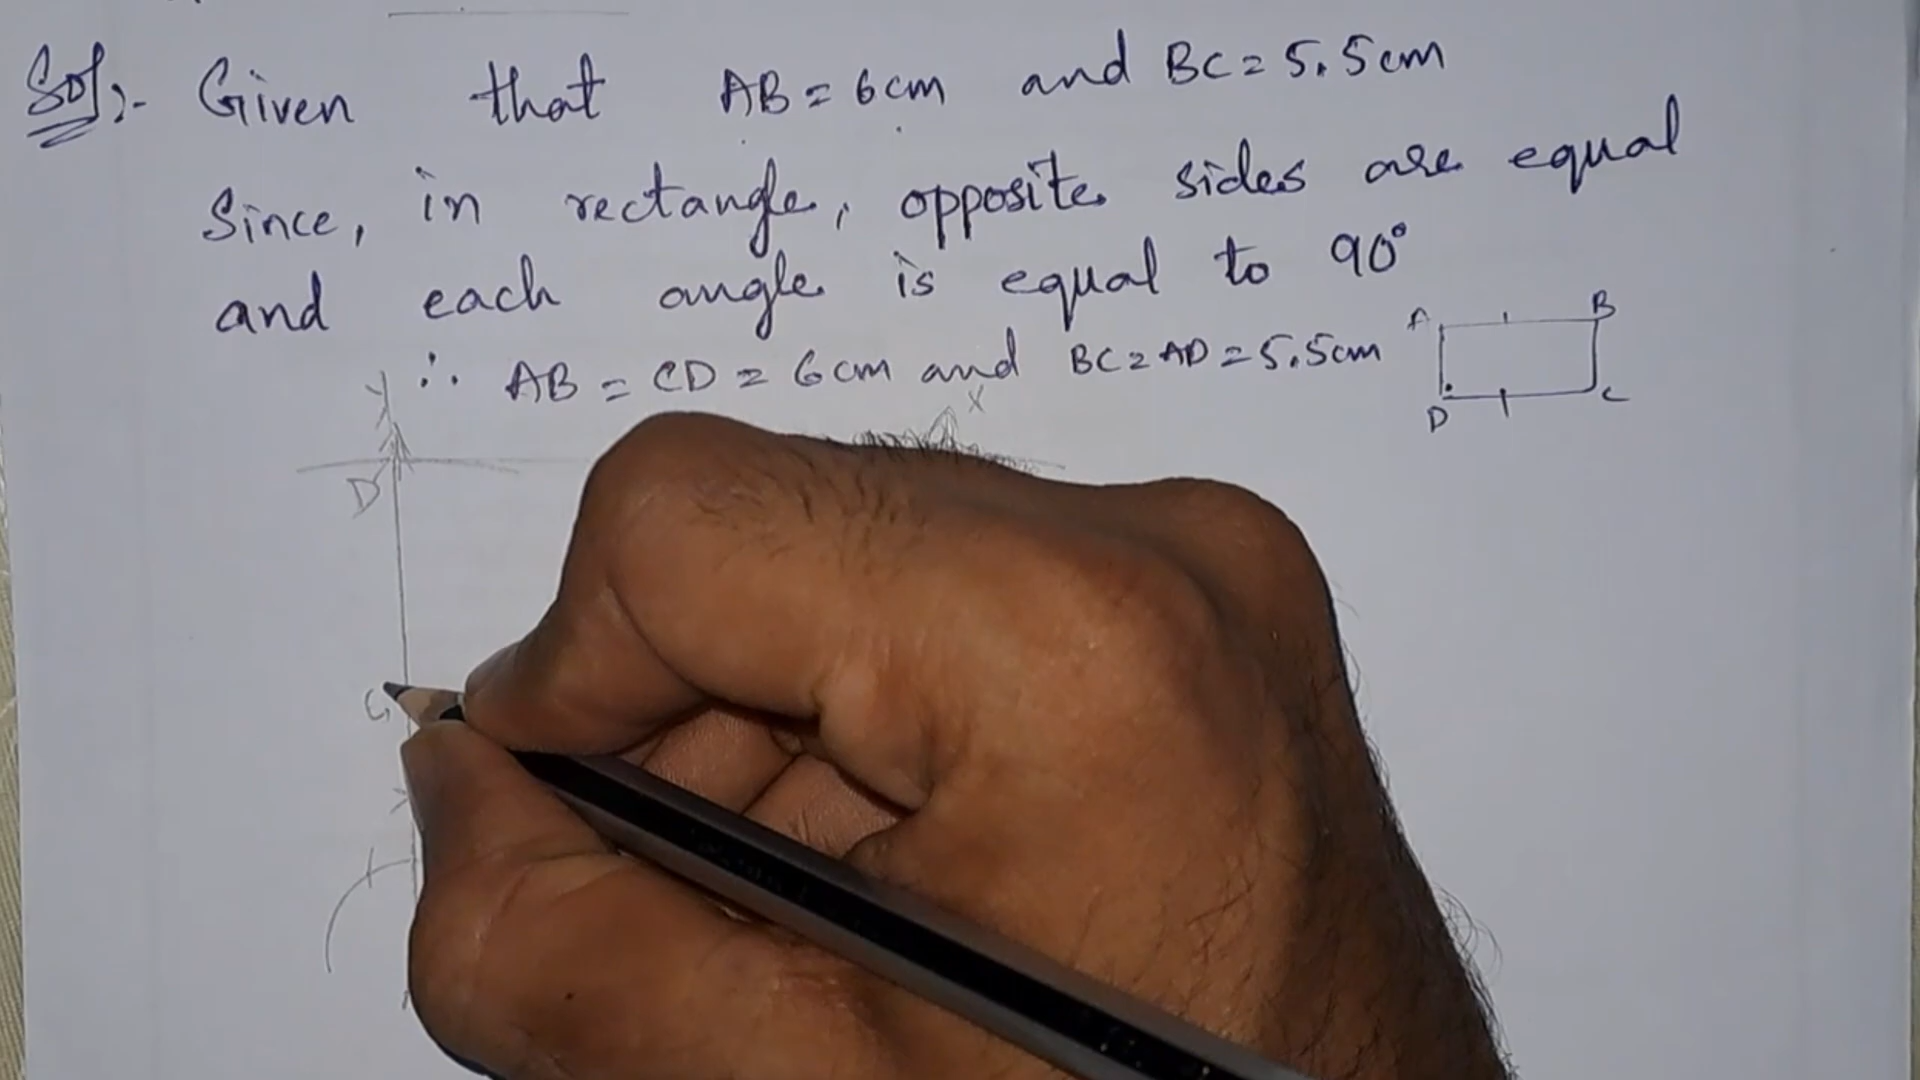 Sol:- Given that AB = 6cm and BC = 5.5cm
Since, in rectangle, opposite sides are equal
and each angle is equal to 90°
∴ AB = CD = 6cm and BC = AD = 5.5cm
A B
D C
Y X
D